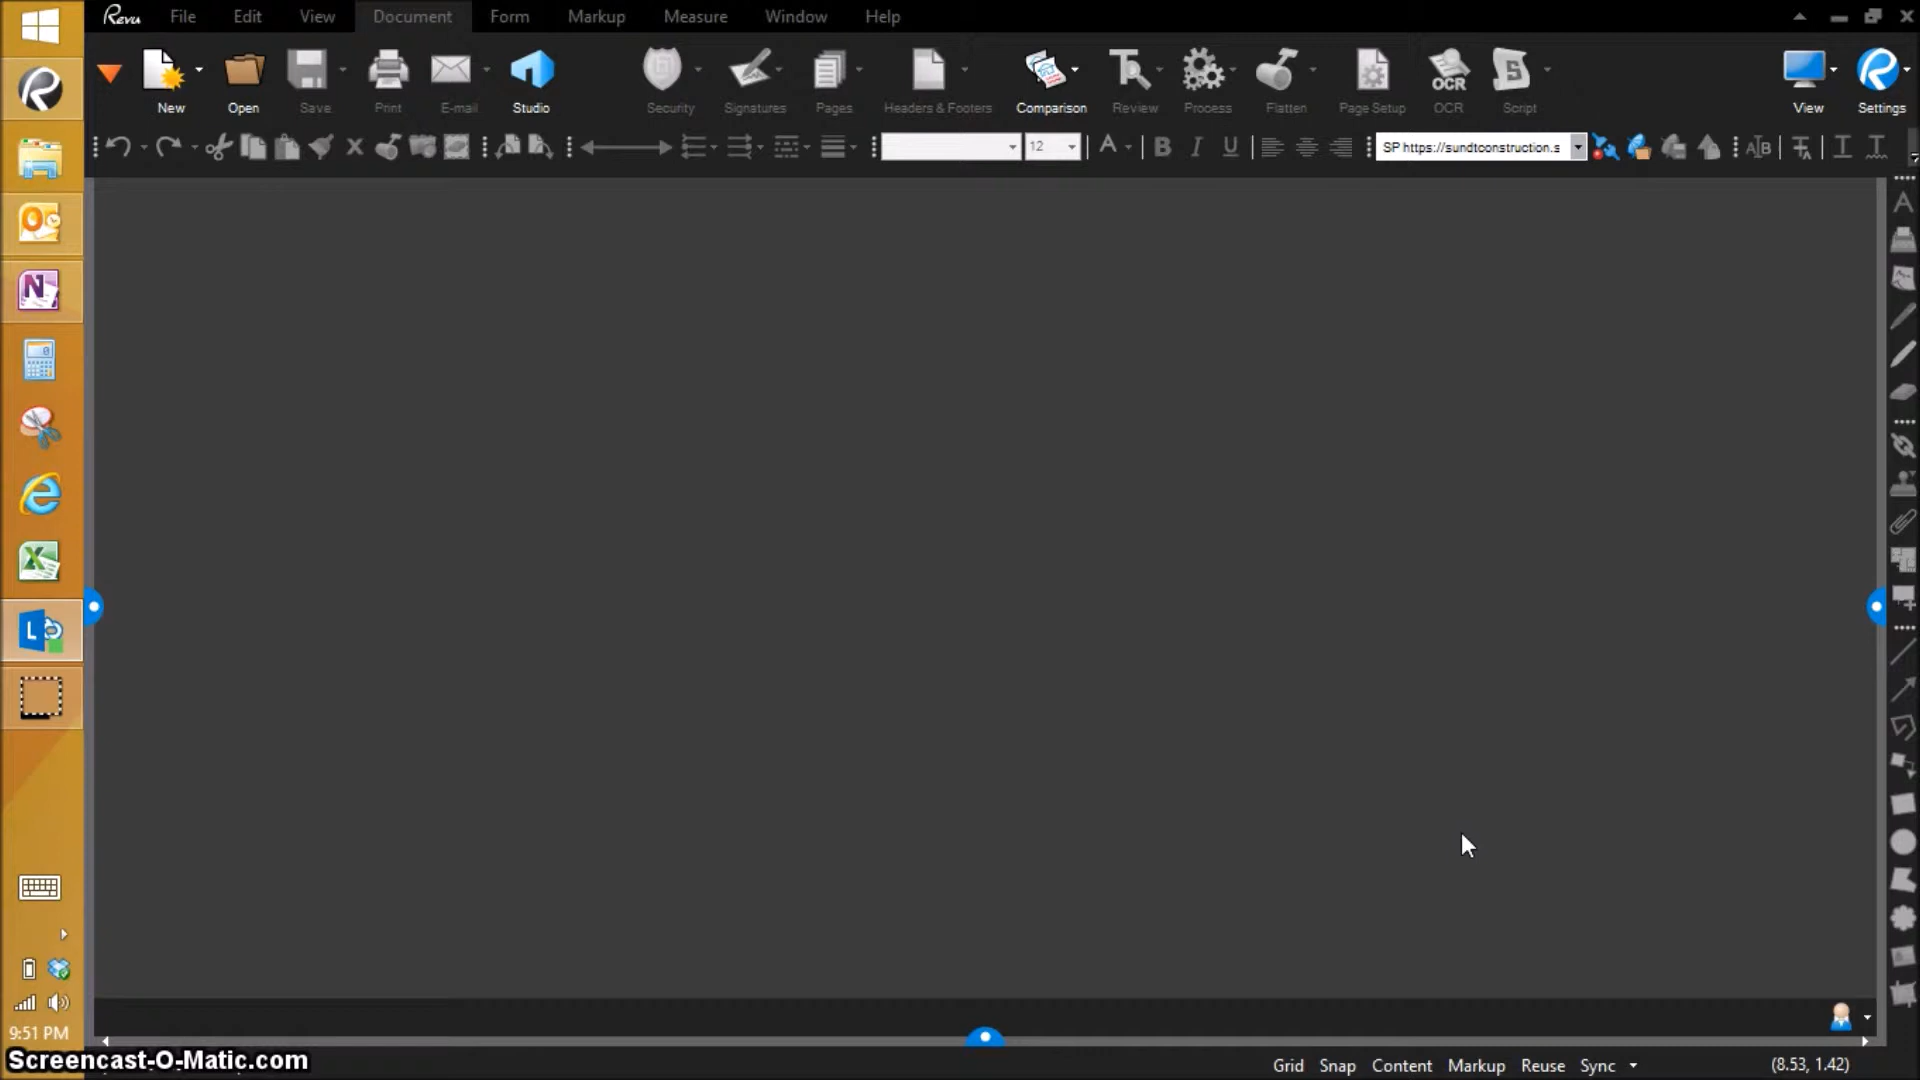 Revu File Edit View Document Form Markup Measure Window Help
New Open Save Print E-mail Studio Security Signatures Pages Headers & Footers Comparison Review Process Flatten Page Setup OCR Script View Settings
OCR
12 A B I U SP https://sundtconstruction.s
9:51 PM
Screencast-O-Matic.com
Grid Snap Content Markup Reuse Sync (8.53, 1.42)